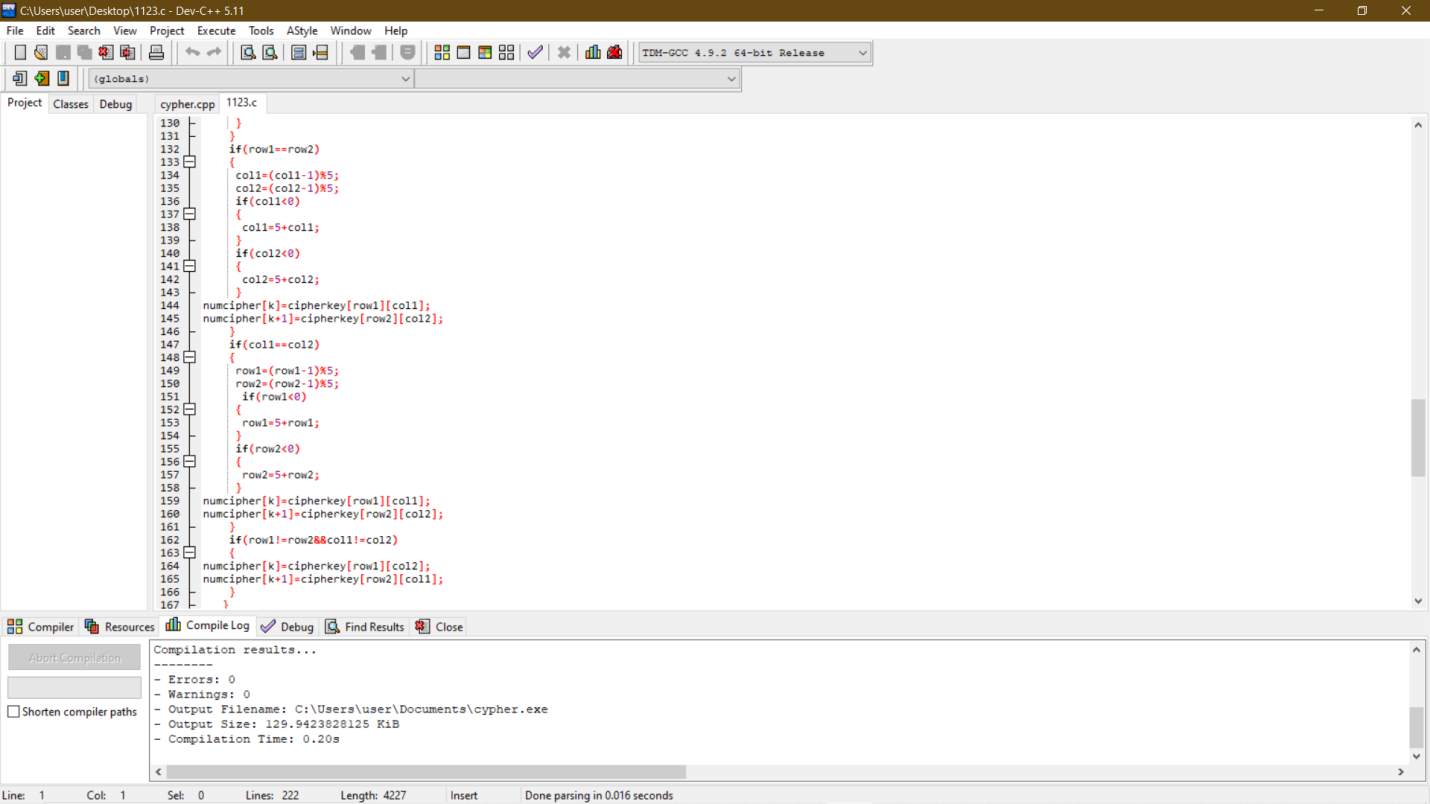 C:\Users\user\Desktop\1123.c - Dev-C++ 5.11
File Edit Search View Project Execute Tools AStyle Window Help
TDM-GCC 4.9.2 64-bit Release
(globals)
Project Classes Debug cypher.cpp 1123.c
130 }
131 }
132 if(row1==row2)
133 {
134 col1=(col1-1)%5;
135 col2=(col2-1)%5;
136 if(col1<0)
137 {
138 col1=5+col1;
139 }
140 if(col2<0)
141 {
142 col2=5+col2;
143 }
144 numcipher[k]=cipherkey[row1][col1];
145 numcipher[k+1]=cipherkey[row2][col2];
146 }
147 if(col1==col2)
148 {
149 row1=(row1-1)%5;
150 row2=(row2-1)%5;
151 if(row1<0)
152 {
153 row1=5+row1;
154 }
155 if(row2<0)
156 {
157 row2=5+row2;
158 }
159 numcipher[k]=cipherkey[row1][col1];
160 numcipher[k+1]=cipherkey[row2][col2];
161 }
162 if(row1!=row2&&col1!=col2)
163 {
164 numcipher[k]=cipherkey[row1][col2];
165 numcipher[k+1]=cipherkey[row2][col1];
166 }
167 }
Compiler Resources Compile Log Debug Find Results Close
Abort Compilation
Shorten compiler paths
Compilation results...
--------
- Errors: 0
- Warnings: 0
- Output Filename: C:\Users\user\Documents\cypher.exe
- Output Size: 129.9423828125 KiB
- Compilation Time: 0.20s
Line: 1 Col: 1 Sel: 0 Lines: 222 Length: 4227 Insert Done parsing in 0.016 seconds